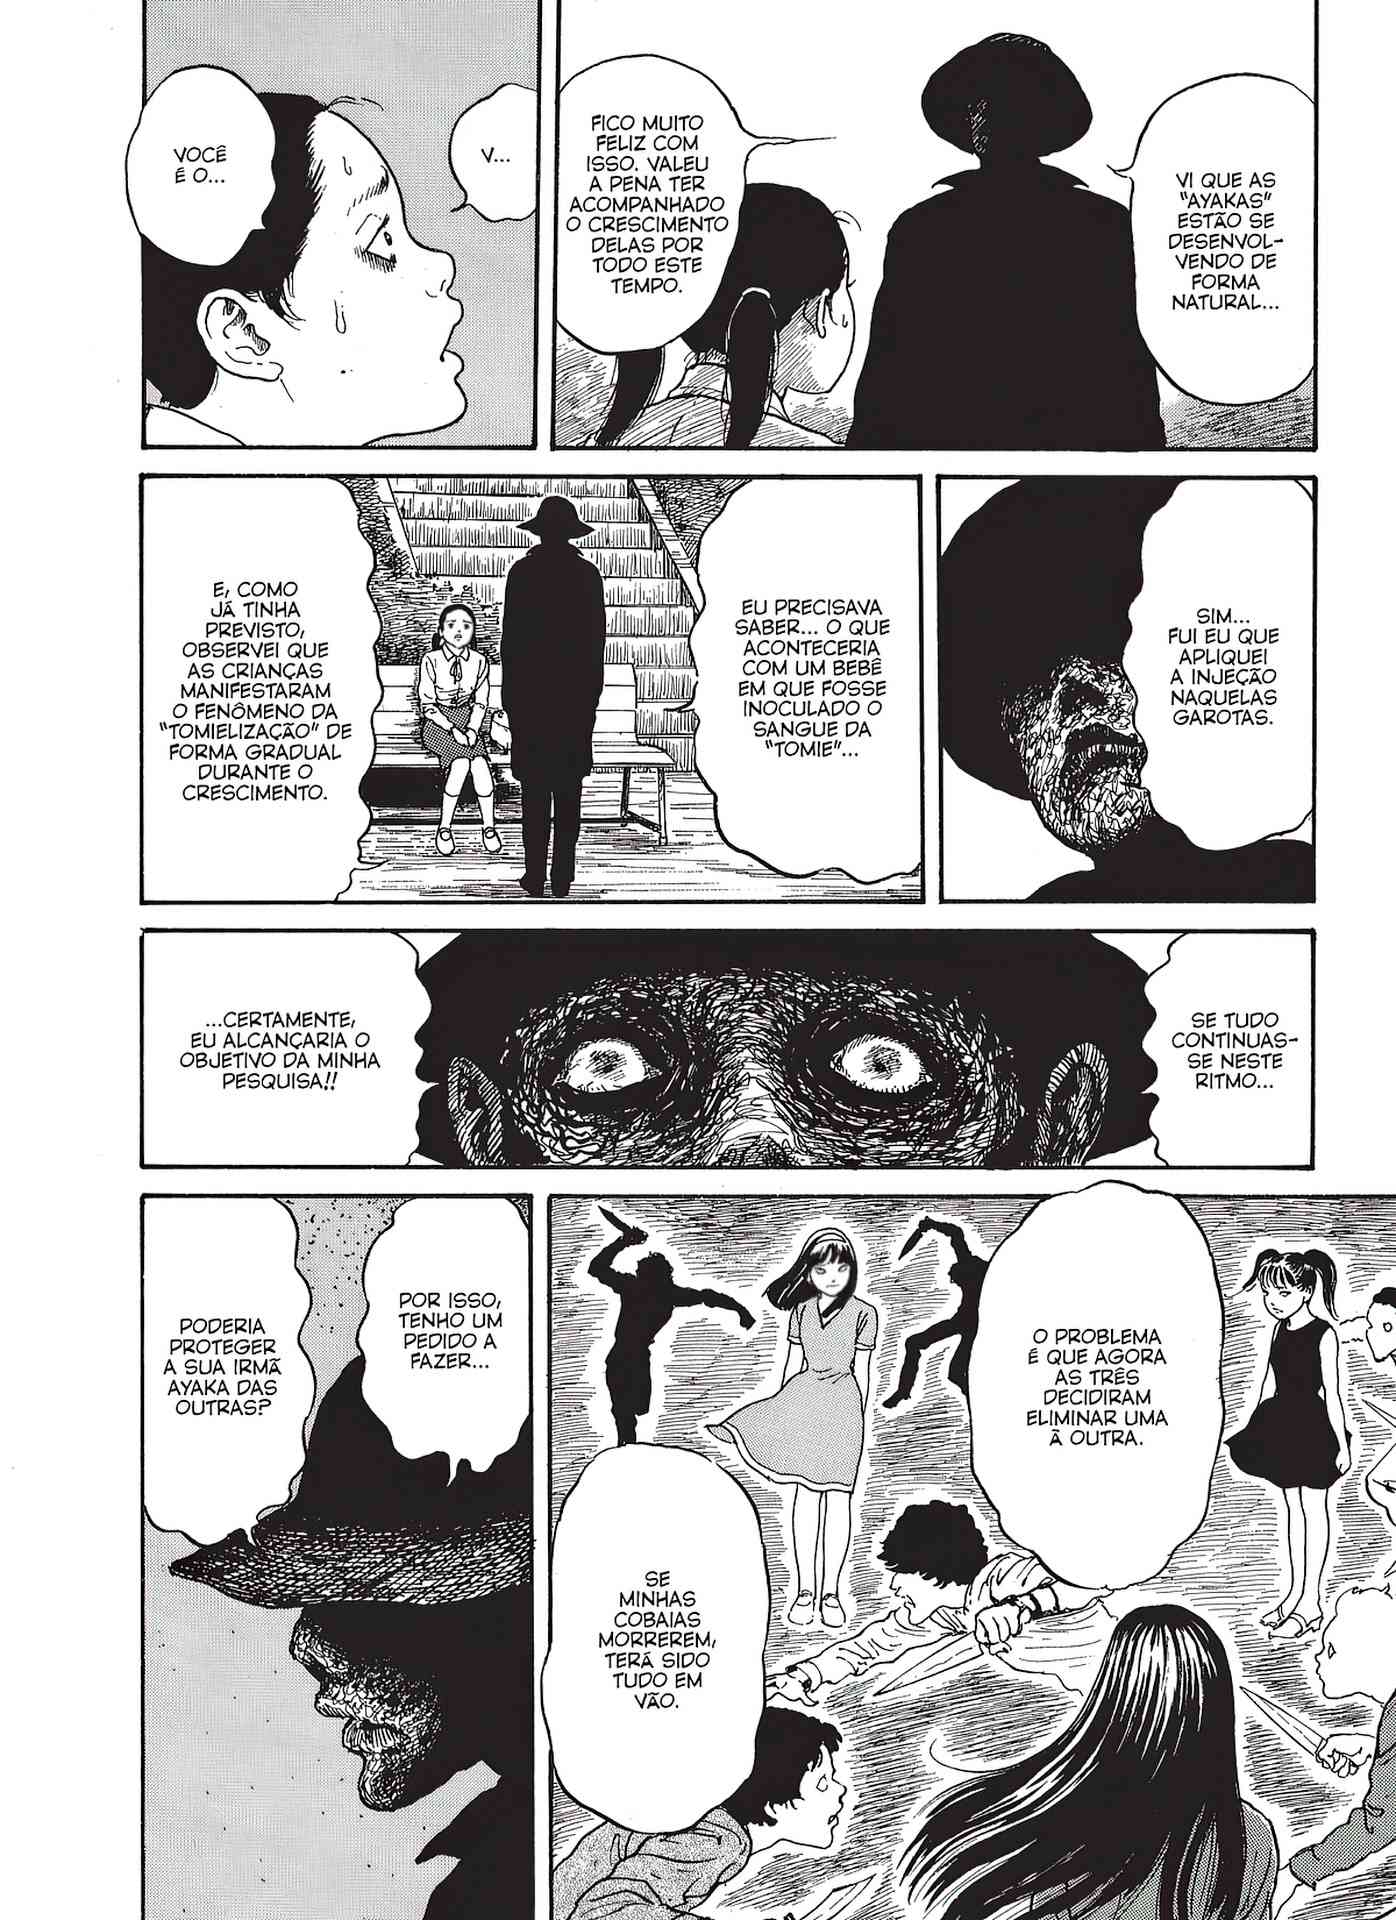 VI QUE AS
"AYAKAS"
ESTÃO SE
DESENVOL-
VENDO DE
FORMA
NATURAL...
FICO MUITO
FELIZ COM
ISSO. VALEU
A PENA TER
ACOMPANHADO
O CRESCIMENTO
DELAS POR
TODO ESTE
TEMPO.
V...
VOCÊ
É O...
SIM...
FUI EU QUE
APLIQUEI
A INJEÇÃO
NAQUELAS
GAROTAS.
EU PRECISAVA
SABER... O QUE
ACONTECERIA
COM UM BEBÊ
EM QUE FOSSE
INOCULADO O
SANGUE DA
"TOMIE"...
E, COMO
JÁ TINHA
PREVISTO,
OBSERVEI QUE
AS CRIANÇAS
MANIFESTARAM
O FENÔMENO DA
"TOMIELIZAÇÃO" DE
FORMA GRADUAL
DURANTE O
CRESCIMENTO.
SE TUDO
CONTINUAS-
SE NESTE
RITMO...
...CERTAMENTE,
EU ALCANÇARIA O
OBJETIVO DA MINHA
PESQUISA!!
O PROBLEMA
É QUE AGORA
AS TRÊS
DECIDIRAM
ELIMINAR UMA
À OUTRA.
SE
MINHAS
COBAIAS
MORREREM,
TERÁ SIDO
TUDO EM
VÃO.
POR ISSO,
TENHO UM
PEDIDO A
FAZER...
PODERIA
PROTEGER
A SUA IRMÃ
AYAKA DAS
OUTRAS?